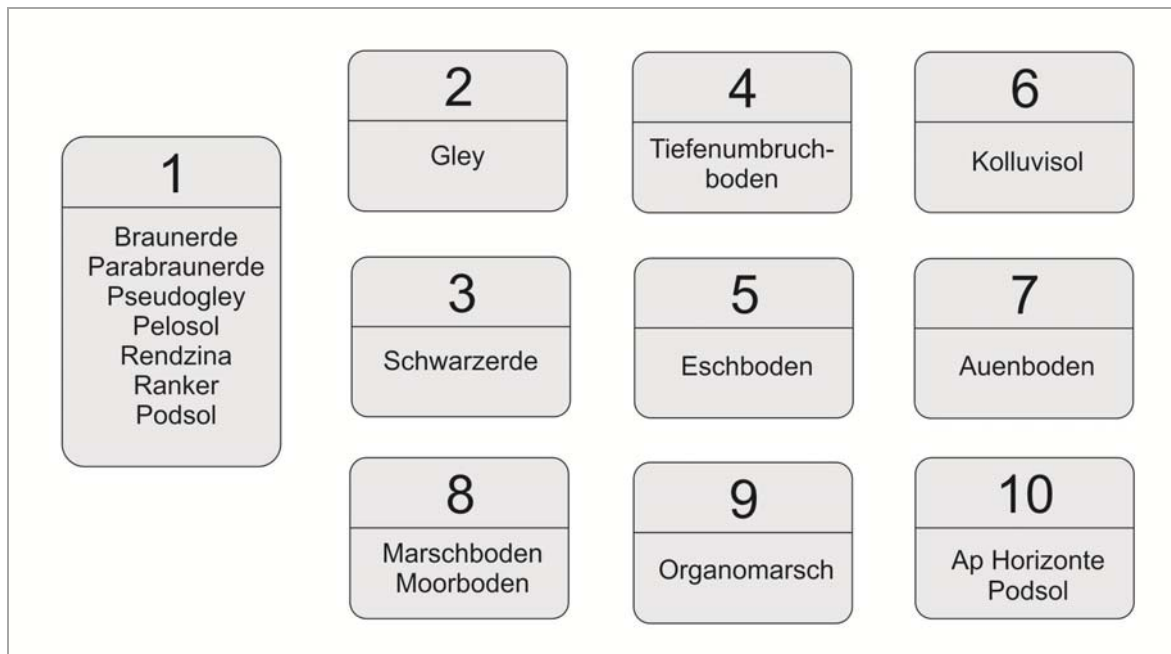 1
Braunerde
Parabraunerde
Pseudogley
Pelosol
Rendzina
Ranker
Podsol
2
Gley
3
Schwarzerde
4
Tiefenumbruch-
boden
5
Eschboden
6
Kolluvisol
7
Auenboden
8
Marschboden
Moorboden
9
Organomarsch
10
Ap Horizonte
Podsol